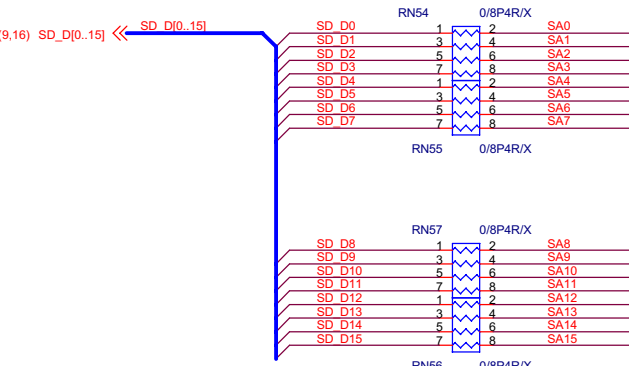 RN54 0/8P4R/X
9,16) SD_D[0..15] SD_D[0..15]
SD_D0 1 2 SA0
SD_D1 3 4 SA1
SD_D2 5 6 SA2
SD_D3 7 8 SA3
SD_D4 1 2 SA4
SD_D5 3 4 SA5
SD_D6 5 6 SA6
SD_D7 7 8 SA7
RN55 0/8P4R/X
RN57 0/8P4R/X
SD_D8 1 2 SA8
SD_D9 3 4 SA9
SD_D10 5 6 SA10
SD_D11 7 8 SA11
SD_D12 1 2 SA12
SD_D13 3 4 SA13
SD_D14 5 6 SA14
SD_D15 7 8 SA15
RN56 0/8P4R/X